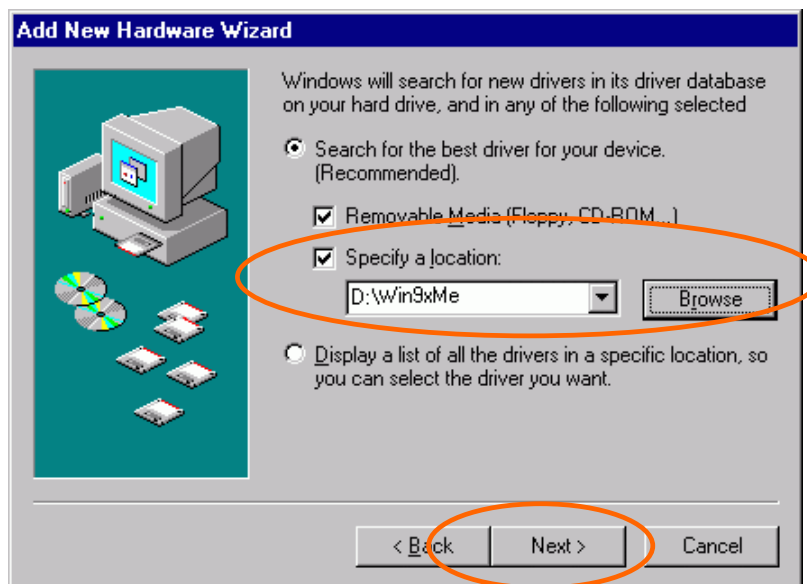 Add New Hardware Wizard
Windows will search for new drivers in its driver database
on your hard drive, and in any of the following selected
Search for the best driver for your device.
(Recommended).
Removable Media (Floppy, CD-ROM...)
Specify a location:
D:\Win9xMe
Browse
Display a list of all the drivers in a specific location, so
you can select the driver you want.
< Back
Next >
Cancel